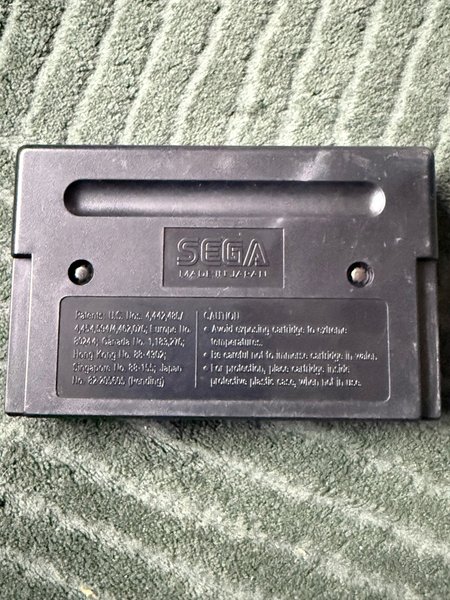 SEGA
MADE IN JAPAN
Patents: U.S. Nos. 4,442,486/
4,454,594/4,462,076; Europe No.
80244; Canada No. 1,183,276;
Hong Kong No. 88-4302;
Singapore No. 88-155; Japan
No. 82-205605 (Pending)
CAUTION
• Avoid exposing cartridge to extreme
temperatures.
• Be careful not to immerse cartridge in water.
• For protection, place cartridge inside
protective plastic case, when not in use.